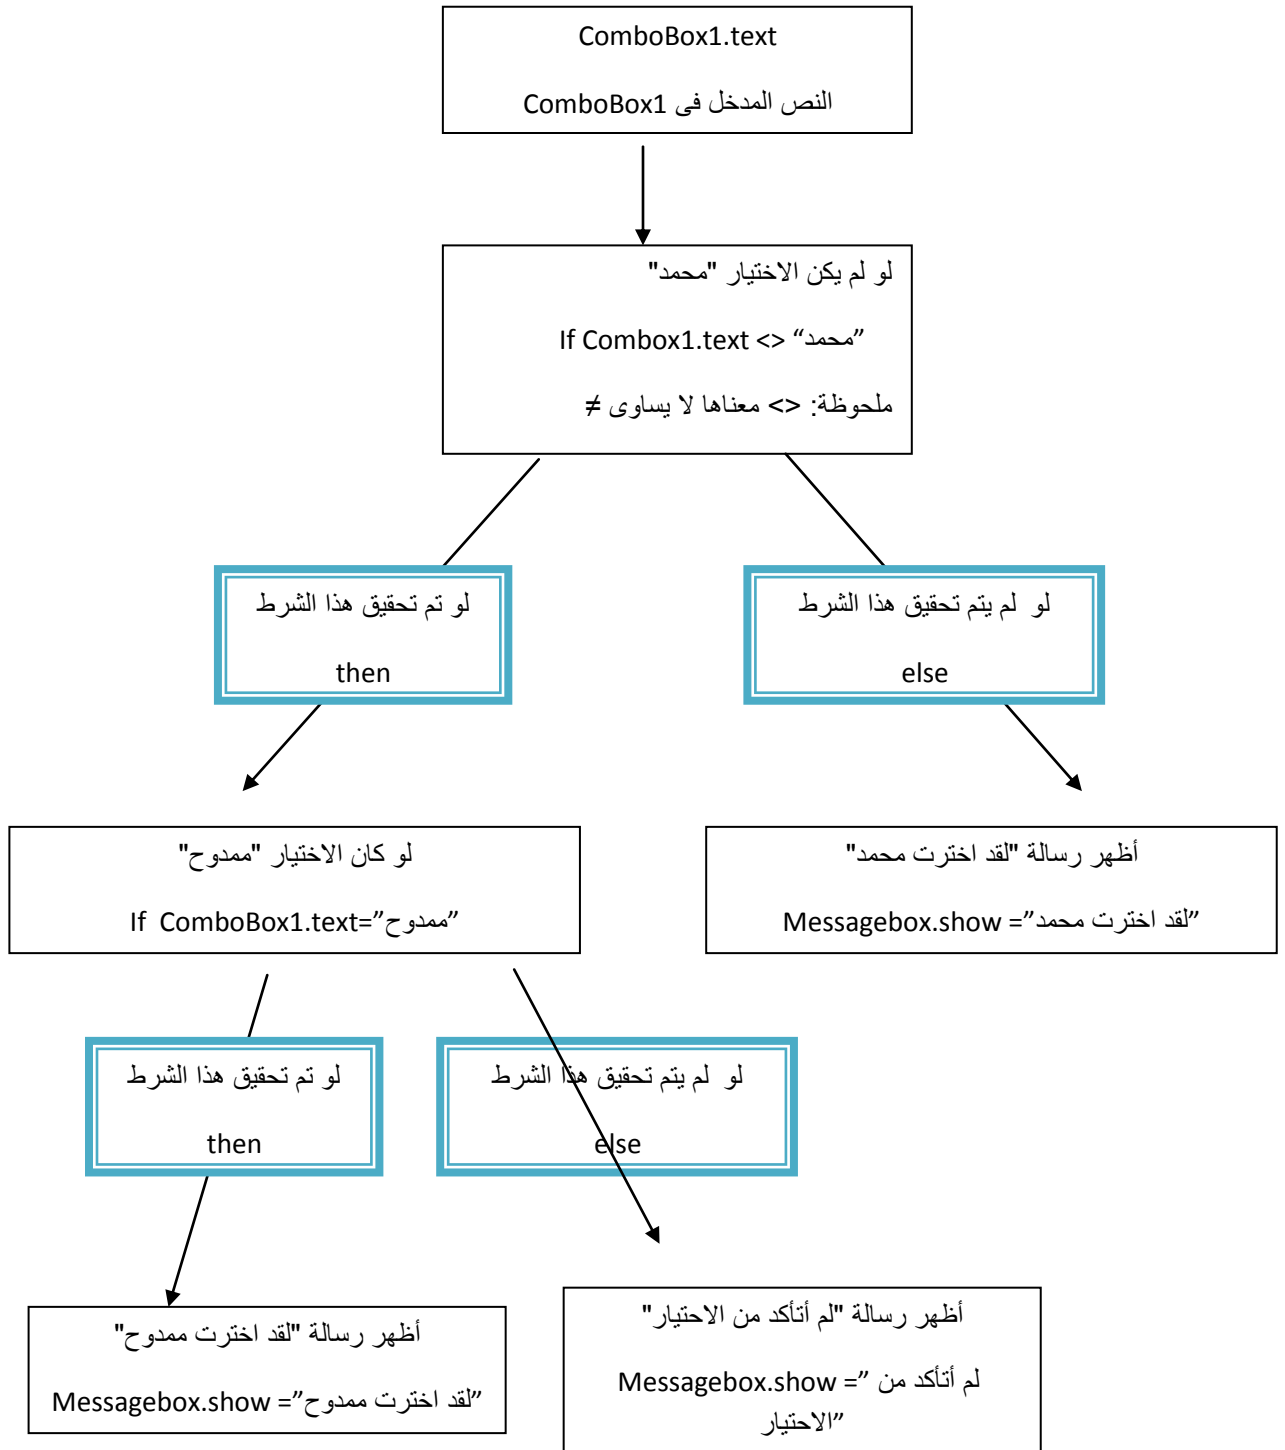 ComboBox1.text
النص المدخل فى ComboBox1
لو لم يكن الاختيار "محمد"
If Combox1.text <> “محمد”
ملحوظة: <> معناها لا يساوى ≠
لو تم تحقيق هذا الشرط
then
لو لم يتم تحقيق هذا الشرط
else
لو كان الاختيار "ممدوح"
If ComboBox1.text=”ممدوح”
أظهر رسالة "لقد اخترت محمد"
Messagebox.show =”لقد اخترت محمد”
لو تم تحقيق هذا الشرط
then
لو لم يتم تحقيق هذا الشرط
else
أظهر رسالة "لقد اخترت ممدوح"
Messagebox.show =”لقد اخترت ممدوح”
أظهر رسالة "لم أتأكد من الاحتيار"
Messagebox.show =” لم أتأكد من
الاحتيار”